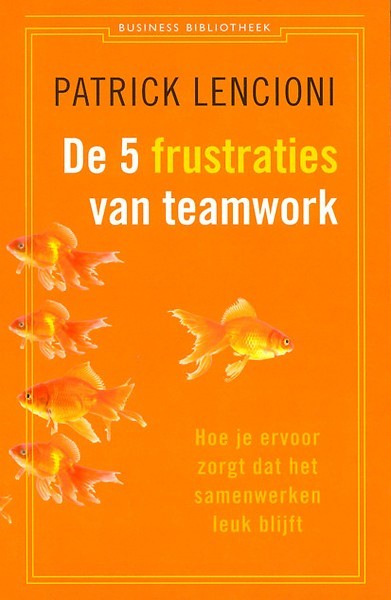 BUSINESS BIBLIOTHEEK
PATRICK LENCIONI
De 5 frustraties
van teamwork
Hoe je ervoor
zorgt dat het
samenwerken
leuk blijft